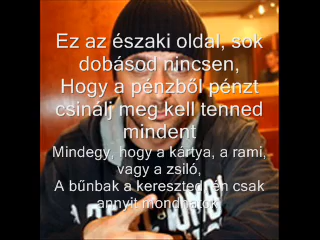 Ez az északi oldal, sok
dobásod nincsen,
Hogy a pénzből pénzt
csinálj meg kell tenned
mindent
Mindegy, hogy a kártya, a rami,
vagy a zsiló,
A bűnbak a kereszted, én csak
annyit mondhatok